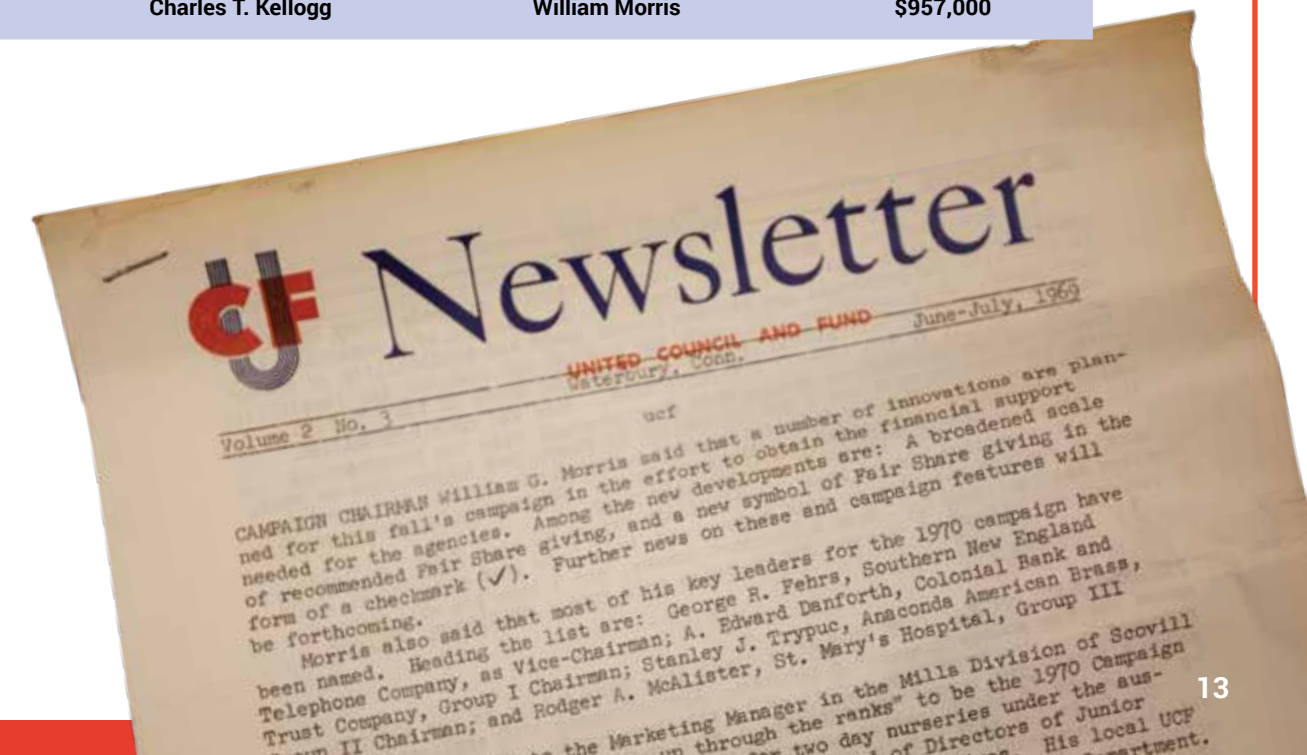 Charles T. Kellogg William Morris $957,000
UCF Newsletter
UNITED COUNCIL AND FUND June-July, 1969
Waterbury, Conn.
Volume 2 No. 3
ucf
CAMPAIGN CHAIRMAN William G. Morris said that a number of innovations are plan-
ned for this fall's campaign in the effort to obtain the financial support
needed for the agencies. Among the new developments are: A broadened scale
of recommended Fair Share giving, and a new symbol of Fair Share giving in the
form of a checkmark (✓). Further news on these and campaign features will
be forthcoming.
Morris also said that most of his key leaders for the 1970 campaign have
been named. Heading the list are: George R. Fehrs, Southern New England
Telephone Company, as Vice-Chairman; A. Edward Danforth, Colonial Bank and
Trust Company, Group I Chairman; Stanley J. Trypuc, Anaconda American Brass,
Group II Chairman; and Rodger A. McAlister, St. Mary's Hospital, Group III
the Marketing Manager in the Mills Division of Scovill
through the ranks" to be the 1970 Campaign
two day nurseries under the aus-
of Directors of Junior
His local UCF
13